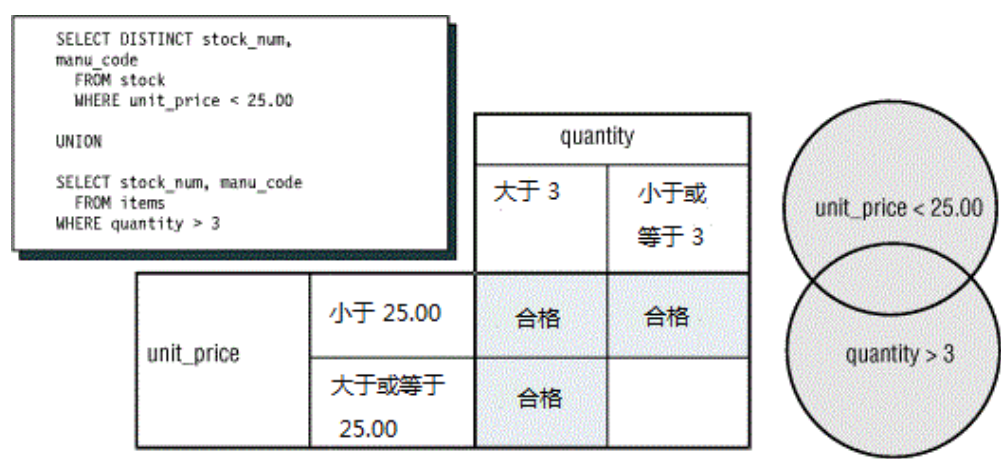 SELECT DISTINCT stock_num,
manu_code
FROM stock
WHERE unit_price < 25.00
UNION
SELECT stock_num, manu_code
FROM items
WHERE quantity > 3
quantity
大于 3
小于或
等于 3
unit_price
小于 25.00
合格
合格
大于或等于
25.00
合格
unit_price < 25.00
quantity > 3